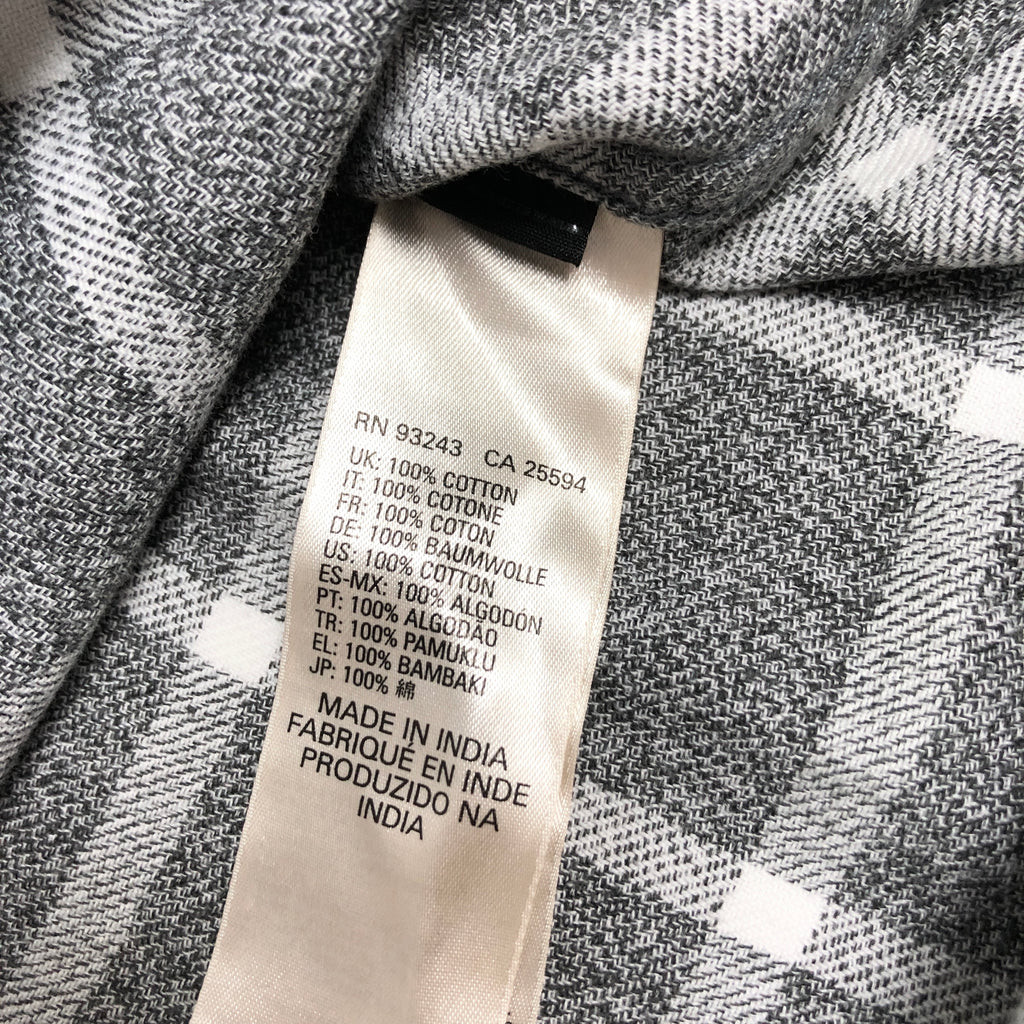 RN 93243 CA 25594
UK: 100% COTTON
IT: 100% COTONE
FR: 100% COTON
DE: 100% BAUMWOLLE
US: 100% COTTON
ES-MX: 100% ALGODÓN
PT: 100% ALGODÃO
TR: 100% PAMUKLU
EL: 100% BAMBAKI
JP: 100% 綿
MADE IN INDIA
FABRIQUÉ EN INDE
PRODUZIDO NA
INDIA